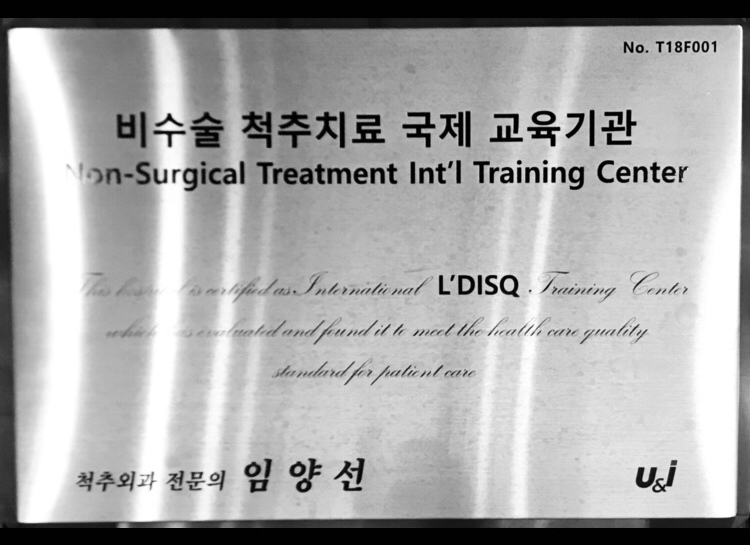 No. T18F001
비수술 척추치료 국제 교육기관
Non-Surgical Treatment Int'l Training Center
This hospital is certified as International L'DISQ Training Center
which was evaluated and found it to meet the health care quality
standard for patient care
척추외과 전문의 임양선
u&i